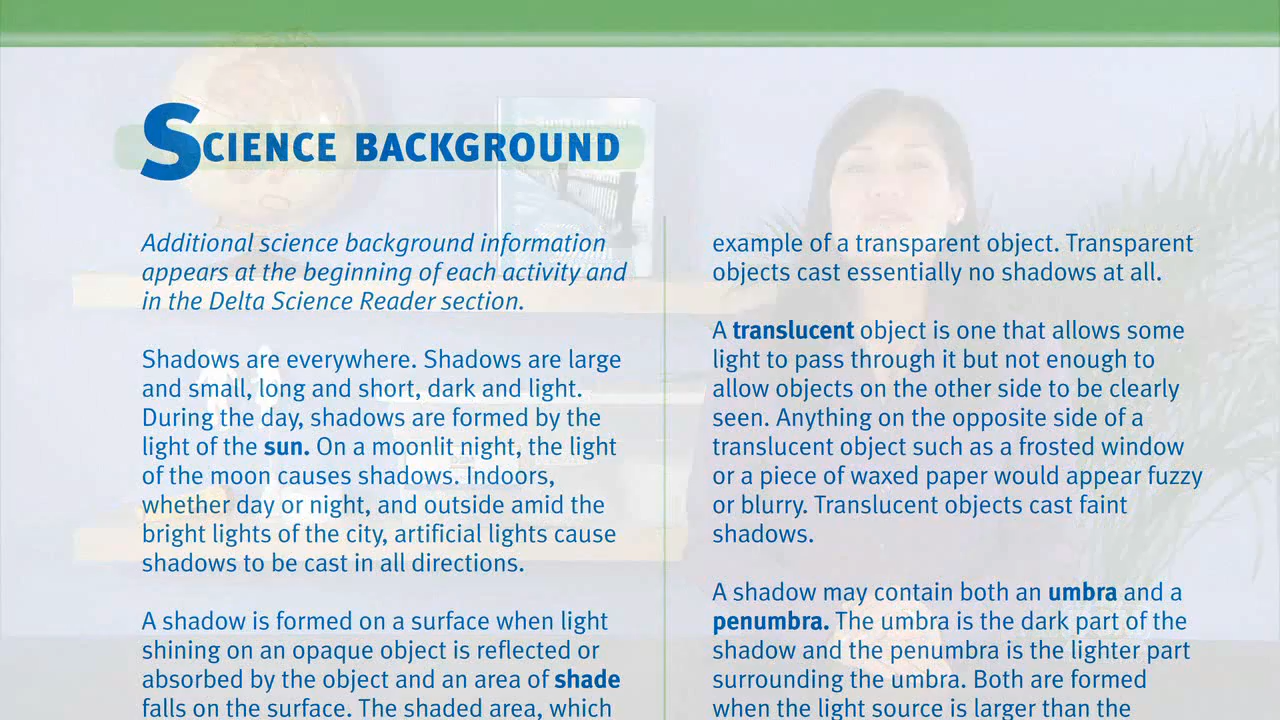 SCIENCE BACKGROUND
Additional science background information
appears at the beginning of each activity and
in the Delta Science Reader section.
Shadows are everywhere. Shadows are large
and small, long and short, dark and light.
During the day, shadows are formed by the
light of the sun. On a moonlit night, the light
of the moon causes shadows. Indoors,
whether day or night, and outside amid the
bright lights of the city, artificial lights cause
shadows to be cast in all directions.
A shadow is formed on a surface when light
shining on an opaque object is reflected or
absorbed by the object and an area of shade
falls on the surface. The shaded area, which
example of a transparent object. Transparent
objects cast essentially no shadows at all.
A translucent object is one that allows some
light to pass through it but not enough to
allow objects on the other side to be clearly
seen. Anything on the opposite side of a
translucent object such as a frosted window
or a piece of waxed paper would appear fuzzy
or blurry. Translucent objects cast faint
shadows.
A shadow may contain both an umbra and a
penumbra. The umbra is the dark part of the
shadow and the penumbra is the lighter part
surrounding the umbra. Both are formed
when the light source is larger than the